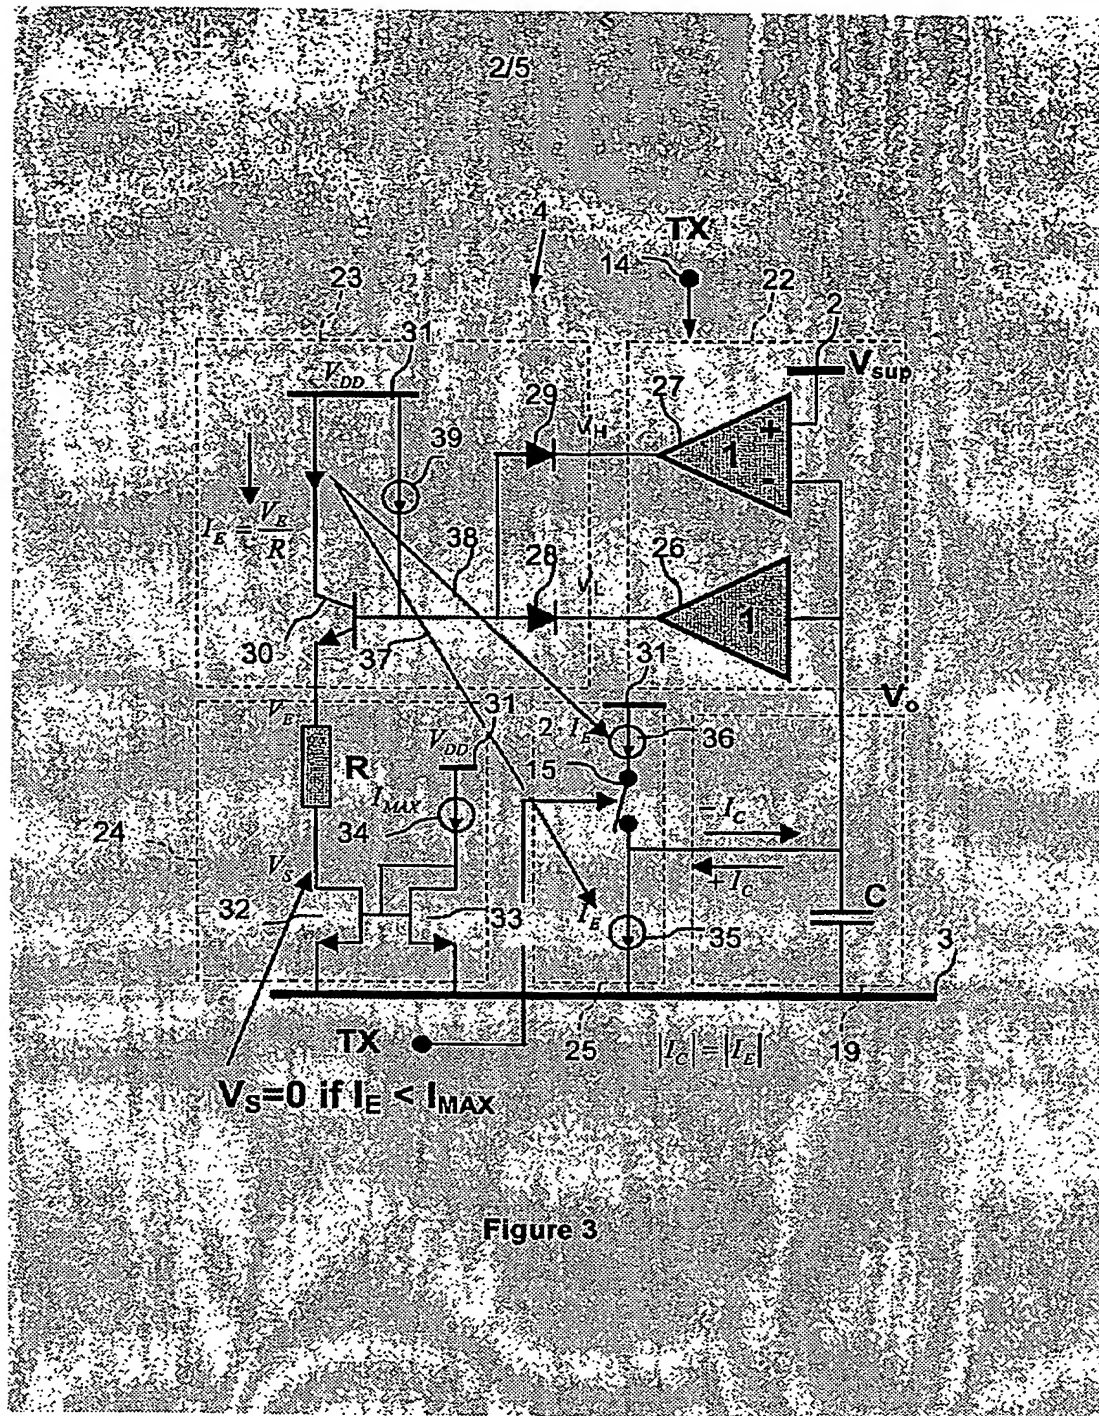 2/5
4
TX
14
22
23
2
31
V_DD
V_sup
29
27
V_H
+
1
-
39
I_E = V_E/R
38
28
V_L
26
1
30
37
31
V_o
V_E
31
V_DD
2 I_E
36
R
15
I_MAX
34
-I_C
24
V_S
+I_C
C
32
33
I_E
35
3
TX
25
|I_C| = |I_E|
19
V_S=0 if I_E < I_MAX
Figure 3